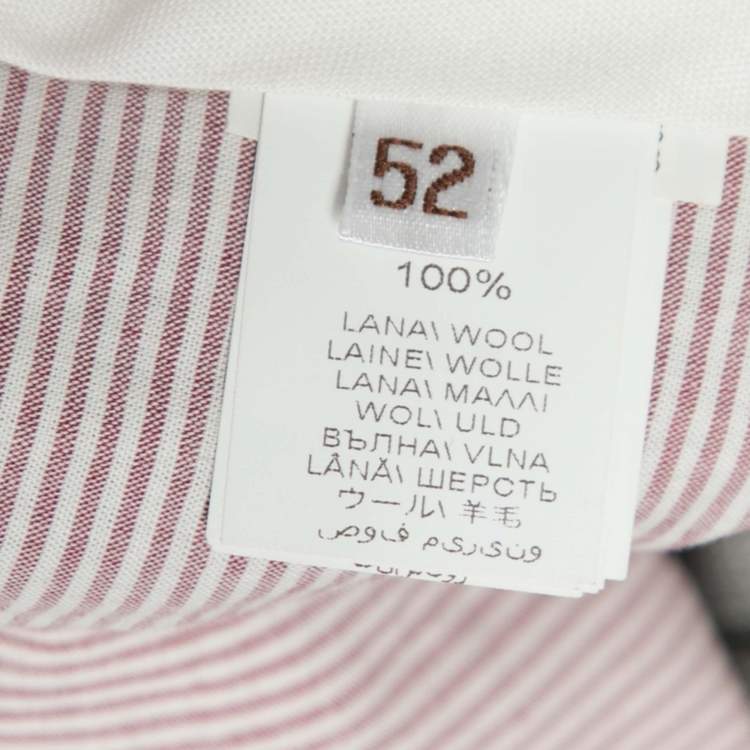 52
100%
LANA\ WOOL
LAINE\ WOLLE
LANA\ ΜΑΛΛΙ
WOL\ ULD
ВЪЛНА\ VLNA
LÂNĂ\ ШЕРСТЬ
ウール\ 羊毛